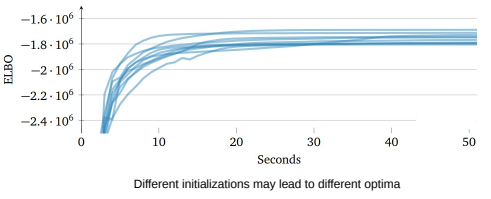 −1.6 · 10⁶
−1.8 · 10⁶
−2 · 10⁶
−2.2 · 10⁶
−2.4 · 10⁶
ELBO
0 10 20 30 40 50
Seconds
Different initializations may lead to different optima